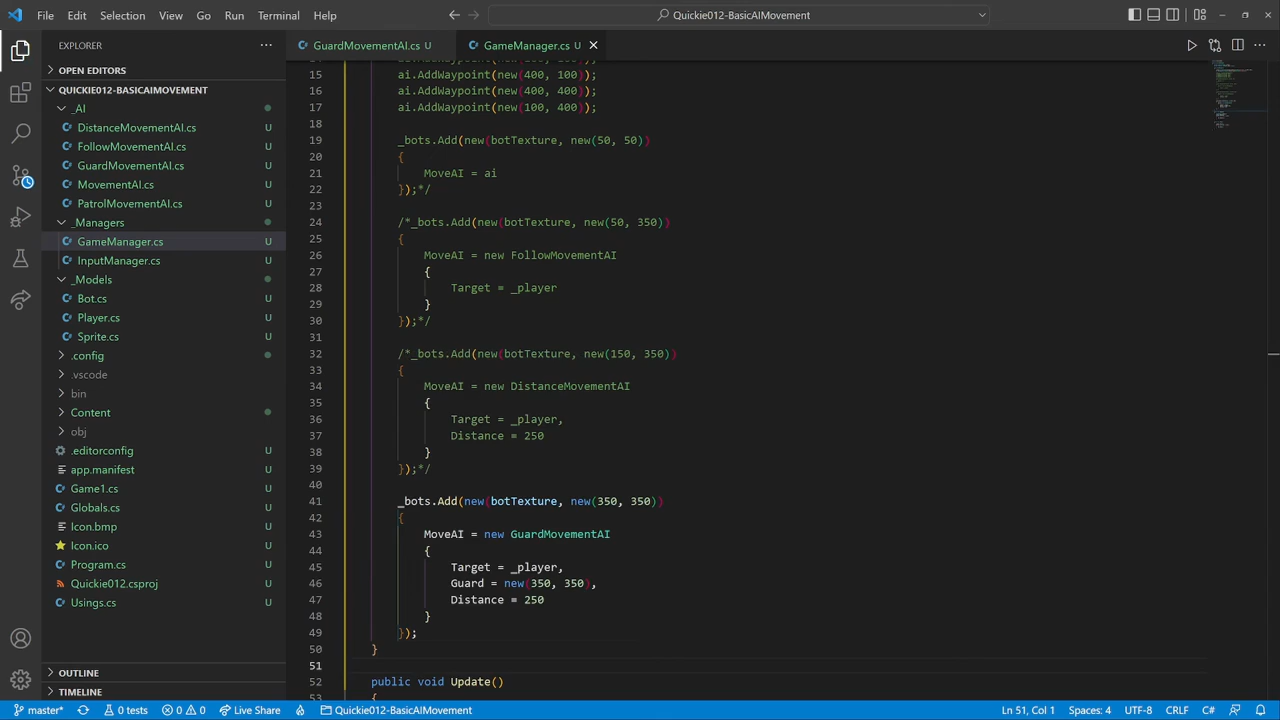 File Edit Selection View Go Run Terminal Help
Quickie012-BasicAIMovement
EXPLORER
OPEN EDITORS
QUICKIE012-BASICAIMOVEMENT
_AI
DistanceMovementAI.cs U
FollowMovementAI.cs U
GuardMovementAI.cs U
MovementAI.cs U
PatrolMovementAI.cs U
_Managers
GameManager.cs U
InputManager.cs U
_Models
Bot.cs U
Player.cs U
Sprite.cs U
.config
.vscode
bin
Content
obj
.editorconfig U
app.manifest U
Game1.cs U
Globals.cs U
Icon.bmp U
Icon.ico U
Program.cs U
Quickie012.csproj U
Usings.cs U
OUTLINE
TIMELINE
GuardMovementAI.cs U
GameManager.cs U
15 ai.AddWaypoint(new(400, 100));
16 ai.AddWaypoint(new(400, 400));
17 ai.AddWaypoint(new(100, 400));
18
19 _bots.Add(new(botTexture, new(50, 50))
20 {
21 MoveAI = ai
22 });*/
23
24 /*_bots.Add(new(botTexture, new(50, 350))
25 {
26 MoveAI = new FollowMovementAI
27 {
28 Target = _player
29 }
30 });*/
31
32 /*_bots.Add(new(botTexture, new(150, 350))
33 {
34 MoveAI = new DistanceMovementAI
35 {
36 Target = _player,
37 Distance = 250
38 }
39 });*/
40
41 _bots.Add(new(botTexture, new(350, 350))
42 {
43 MoveAI = new GuardMovementAI
44 {
45 Target = _player,
46 Guard = new(350, 350),
47 Distance = 250
48 }
49 });
50 }
51
52 public void Update()
53 {
master* 0 tests 0 0 Live Share Quickie012-BasicAIMovement Ln 51, Col 1 Spaces: 4 UTF-8 CRLF C#